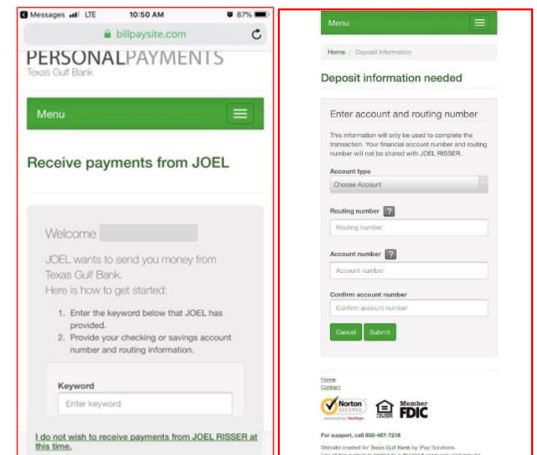 Messages LTE 10:50 AM 87%
billpaysite.com
PERSONALPAYMENTS
Texas Gulf Bank
Menu
Receive payments from JOEL
Welcome
JOEL wants to send you money from
Texas Gulf Bank.
Here is how to get started:
1. Enter the keyword below that JOEL has
provided.
2. Provide your checking or savings account
number and routing information.
Keyword
Enter keyword
I do not wish to receive payments from JOEL RISSER at
this time.
Menu
Home / Deposit information
Deposit information needed
Enter account and routing number
This information will only be used to complete the
transaction. Your financial account number and routing
number will not be shared with JOEL RISSER.
Account type
Choose Account
Routing number ?
Routing number
Account number ?
Account number
Confirm account number
Confirm account number
Cancel Submit
Home
Contact
Norton
SECURED
powered by VeriSign
Member
FDIC
For support, call 800-487-7216
Website created for Texas Gulf Bank by iPay Solutions.